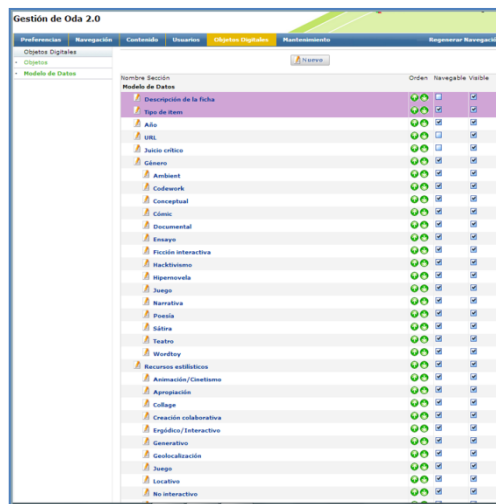 Gestión de Oda 2.0
Preferencias Navegación Contenido Usuarios Objetos Digitales Mantenimiento Regenerar Navegació
Objetos Digitales
Objetos
Modelo de Datos
Nuevo
Nombre Sección Orden Navegable Visible
Modelo de Datos
Descripción de la ficha
Tipo de item
Año
URL
Juicio crítico
Género
Ambient
Codework
Conceptual
Cómic
Documental
Ensayo
Ficción interactiva
Hacktivismo
Hipernovela
Juego
Narrativa
Poesía
Sátira
Teatro
Wordtoy
Recursos estilísticos
Animación/Cinetismo
Apropiación
Collage
Creación colaborativa
Ergódico/Interactivo
Generativo
Geolocalización
Juego
Locativo
No interactivo